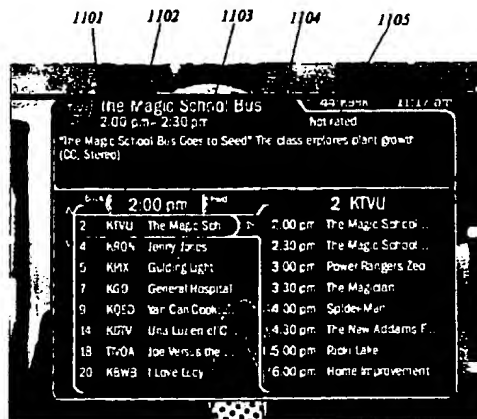 1101 1102 1103 1104 1105
the Magic School Bus
2.00 pm - 2:30 pm
Not rated
"The Magic School Bus Goes to Seed" The class explores plant growth
(CC, Stereo)
2:00 pm
2 KTVU The Magic Sch
4 KRON Jenny Jones
5 KPIX Guiding Light
7 KGO General Hospital
9 KQED Yan Can Cook
14 KDTV
18 Joe Versus the
20 KBWB I Love Lucy
2 KTVU
2.00 pm The Magic School ..
2.30 pm The Magic School ..
3 00 pm Power Rangers Zeo
3 30 pm The Magician
4 00 pm Spider-Man
4.30 pm The New Addams F...
5 00 pm Ricki Lake
6.00 pm Home Improvement